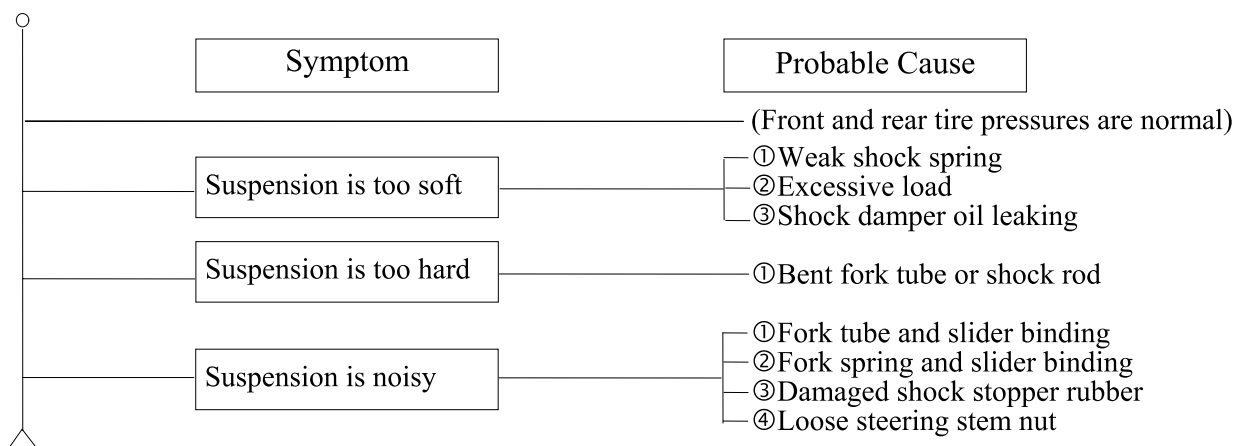 Symptom
Probable Cause
(Front and rear tire pressures are normal)
Suspension is too soft
①Weak shock spring
②Excessive load
③Shock damper oil leaking
Suspension is too hard
①Bent fork tube or shock rod
Suspension is noisy
①Fork tube and slider binding
②Fork spring and slider binding
③Damaged shock stopper rubber
④Loose steering stem nut